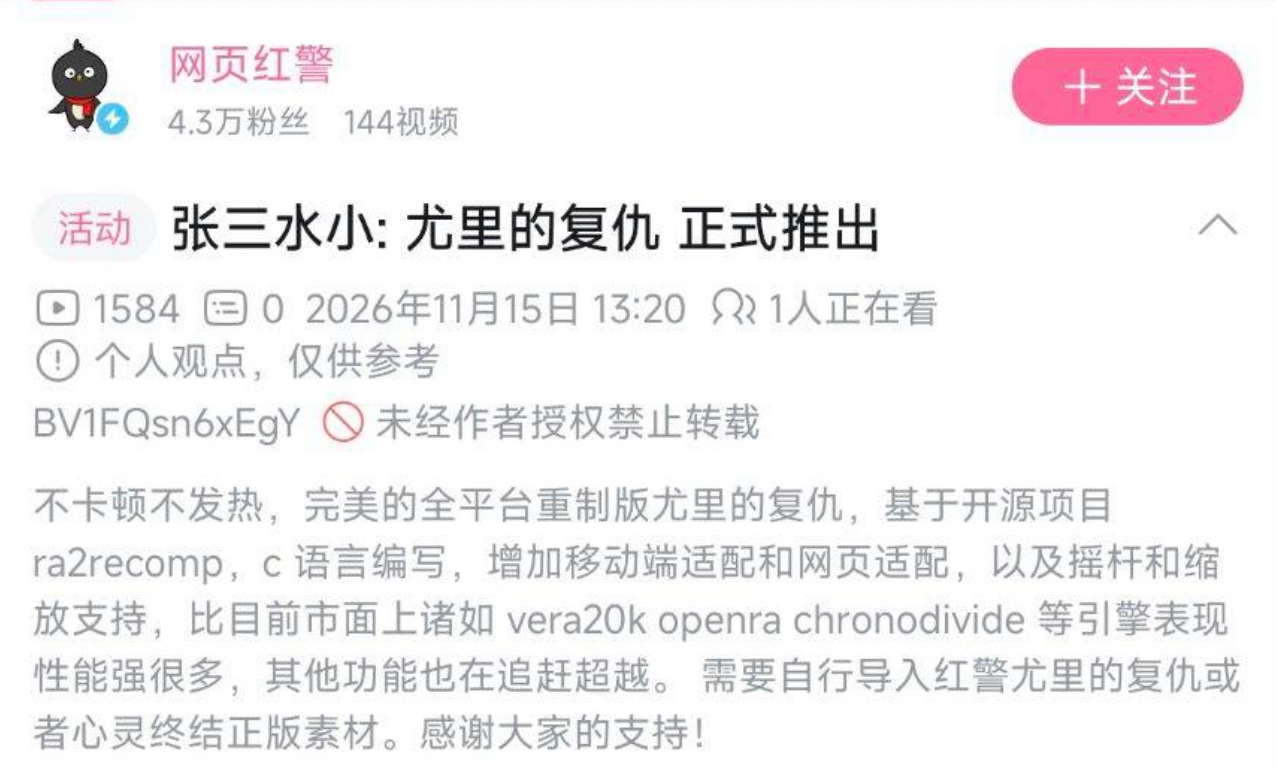 网页红警
4.3万粉丝 144视频
＋关注
活动 张三水小: 尤里的复仇 正式推出
1584 0 2026年11月15日 13:20 1人正在看
个人观点，仅供参考
BV1FQsn6xEgY 未经作者授权禁止转载
不卡顿不发热，完美的全平台重制版尤里的复仇，基于开源项目
ra2recomp，c 语言编写，增加移动端适配和网页适配，以及摇杆和缩
放支持，比目前市面上诸如 vera20k openra chronodivide 等引擎表现
性能强很多，其他功能也在追赶超越。 需要自行导入红警尤里的复仇或
者心灵终结正版素材。感谢大家的支持！